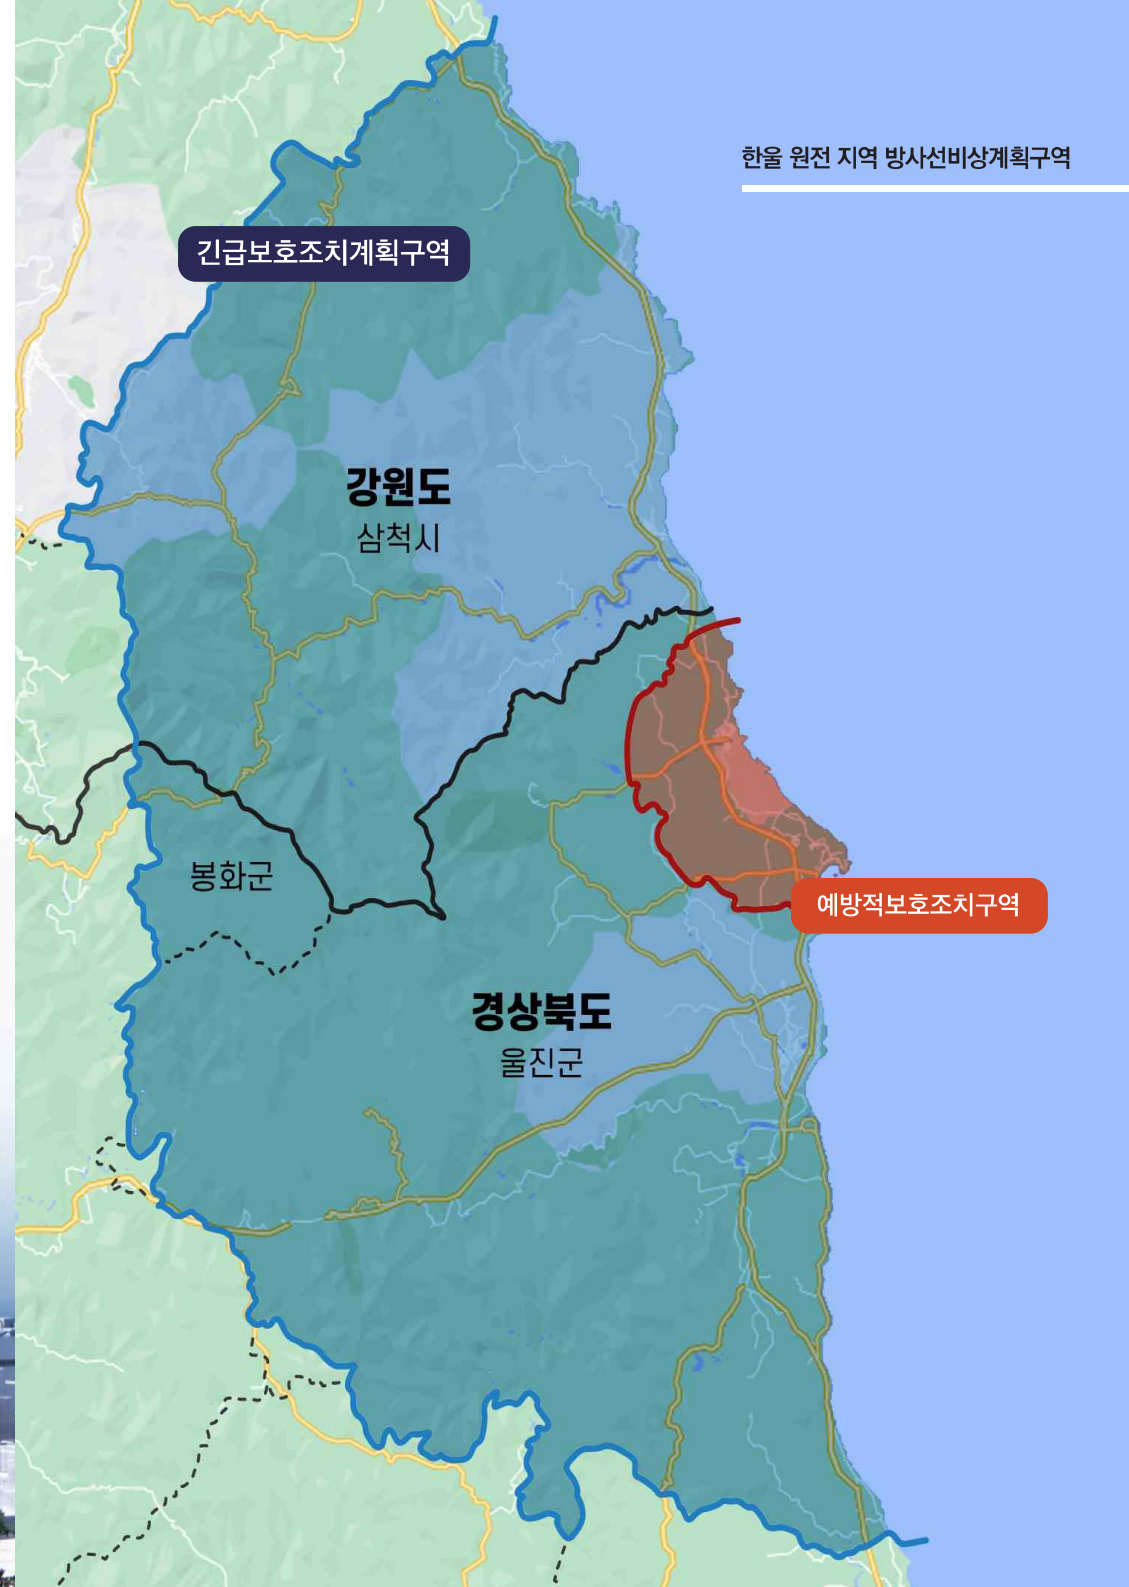 한울 원전 지역 방사선비상계획구역
긴급보호조치계획구역
강원도
삼척시
봉화군
예방적보호조치구역
경상북도
울진군